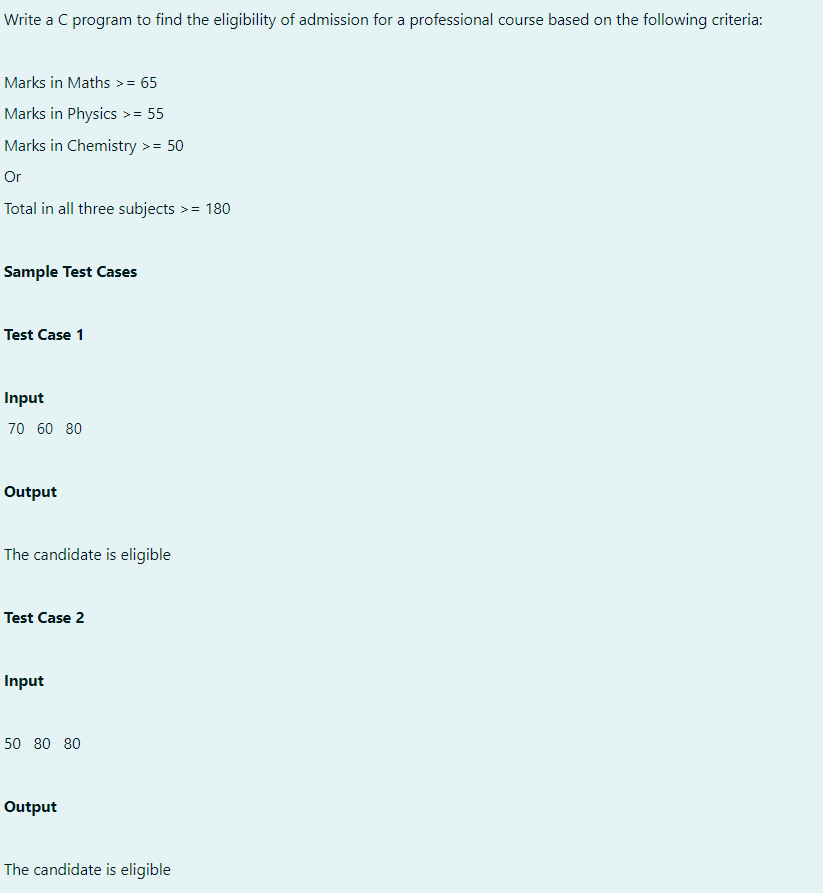 Write a C program to find the eligibility of admission for a professional course based on the following criteria:
Marks in Maths >= 65
Marks in Physics >= 55
Marks in Chemistry >= 50
Or
Total in all three subjects >= 180
Sample Test Cases
Test Case 1
Input
70 60 80
Output
The candidate is eligible
Test Case 2
Input
50 80 80
Output
The candidate is eligible